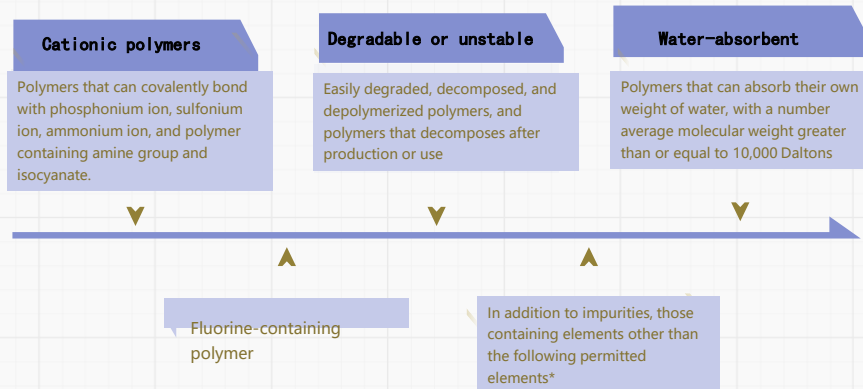 Cationic polymers
Polymers that can covalently bond
with phosphonium ion, sulfonium
ion, ammonium ion, and polymer
containing amine group and
isocyanate.
Degradable or unstable
Easily degraded, decomposed, and
depolymerized polymers, and
polymers that decomposes after
production or use
Water-absorbent
Polymers that can absorb their own
weight of water, with a number
average molecular weight greater
than or equal to 10,000 Daltons
Fluorine-containing
polymer
In addition to impurities, those
containing elements other than
the following permitted
elements*